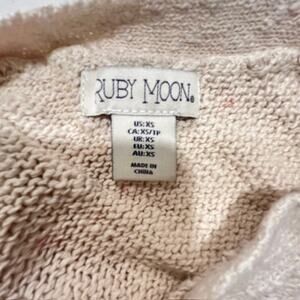 RUBY MOON®
US: XS
CA: XS/TP
UK: XS
EU: XS
AU: XS
MADE IN
CHINA